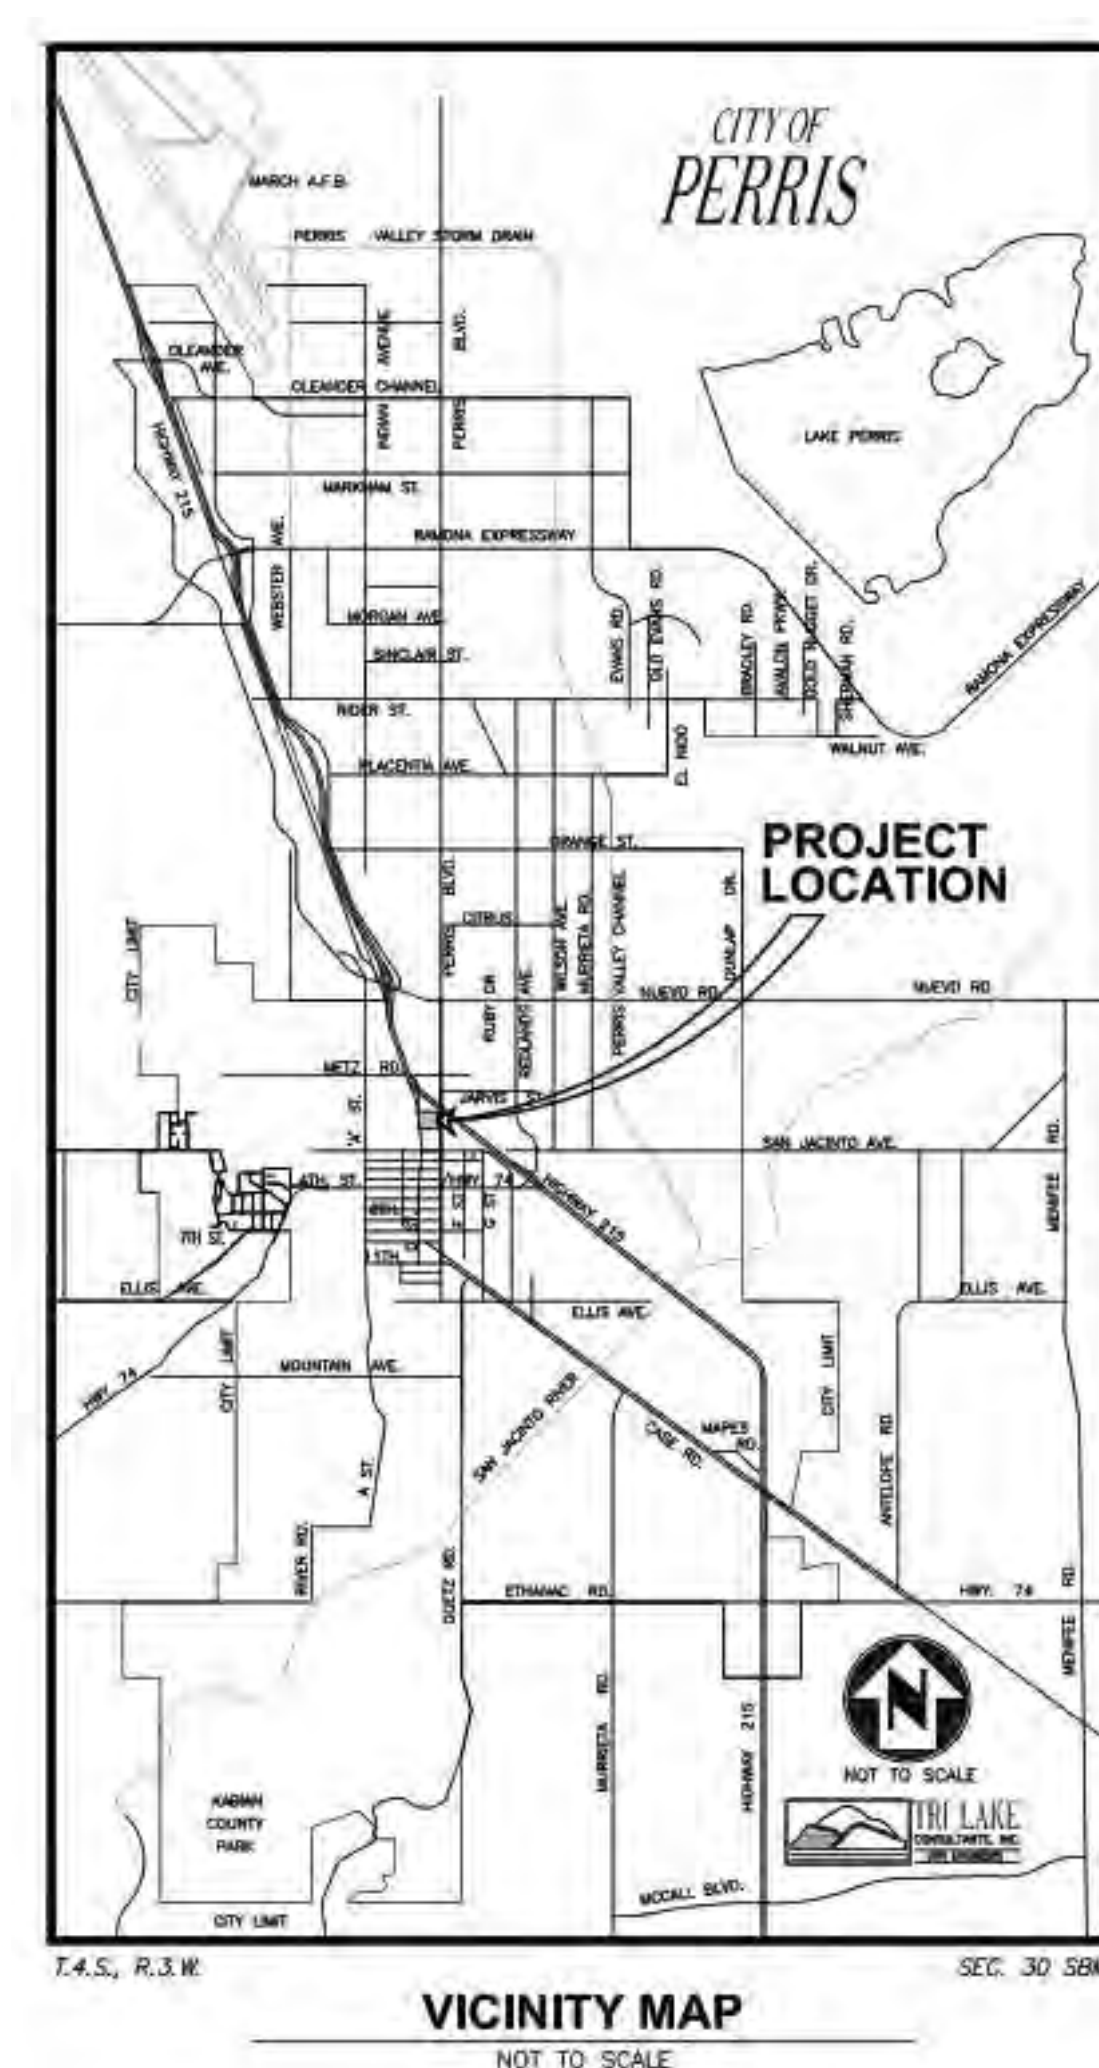 CITY OF
PERRIS
MARCH A.F.B.
PERRIS VALLEY STORM DRAIN
OLEANDER
AVE.
INDIAN AVENUE
PERRIS BLVD.
OLEANDER CHANNEL
LAKE PERRIS
HIGHWAY 215
MARKHAM ST.
WEBSTER AVE.
RAMONA EXPRESSWAY
MORGAN AVE.
SINCLAIR ST.
EVANS RD.
OLD EVANS RD.
BRADLEY RD.
AVALON PKWY.
GOLD NUGGET DR.
SHERMAN RD.
RAMONA EXPRESSWAY
RIDER ST.
WALNUT AVE.
PLACENTIA AVE.
EL NIDO
ORANGE ST.
PROJECT
LOCATION
PERRIS BLVD.
CITRUS
RUBY DR.
REDLANDS AVE.
WILSON AVE.
MURRIETA RD.
PERRIS VALLEY CHANNEL
DUNLAP DR.
CITY LIMIT
NUEVO RD.
NUEVO RD.
METZ RD.
JARVIS ST.
'A' ST.
SAN JACINTO AVE.
MENIFEE RD.
4TH. ST.
HWY. 74
HIGHWAY 215
7TH ST.
F ST
G ST
11TH.
ELLIS AVE.
ELLIS AVE.
ELLIS AVE.
HWY 74
CITY LIMIT
MOUNTAIN AVE.
SAN JACINTO RIVER
CASE RD.
MAPES
RD.
CITY LIMIT
ANTELOPE RD.
A ST.
RIVER RD.
GOETZ RD.
ETHANAC RD.
HWY. 74
MENIFEE RD.
MURRIETA RD.
HIGHWAY 215
N
NOT TO SCALE
KABIAN
COUNTY
PARK
TRI LAKE
CONSULTANTS, INC.
MCCALL BLVD.
CITY LIMIT
T.4.S., R.3.W.
SEC. 30
VICINITY MAP
NOT TO SCALE